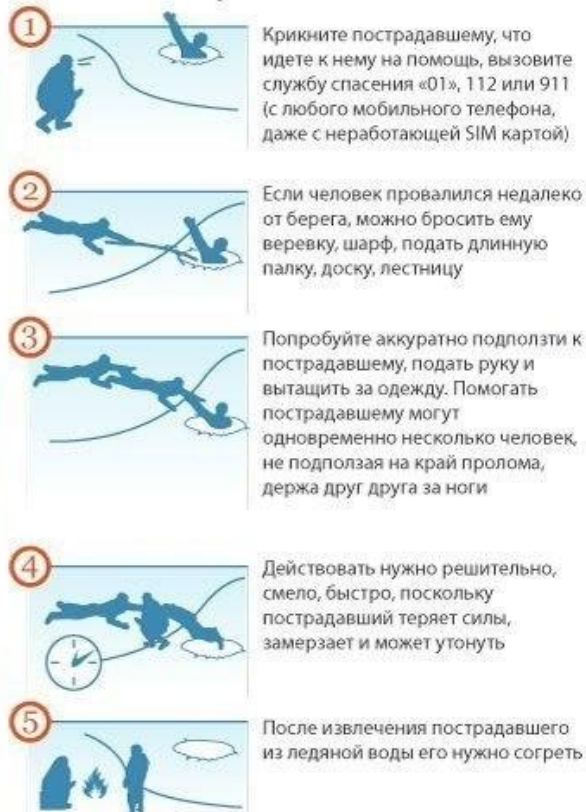 1
Крикните пострадавшему, что
идете к нему на помощь, вызовите
службу спасения «01», 112 или 911
(с любого мобильного телефона,
даже с неработающей SIM картой)
2
Если человек провалился недалеко
от берега, можно бросить ему
веревку, шарф, подать длинную
палку, доску, лестницу
3
Попробуйте аккуратно подползти к
пострадавшему, подать руку и
вытащить за одежду. Помогать
пострадавшему могут
одновременно несколько человек,
не подползая на край пролома,
держа друг друга за ноги
4
Действовать нужно решительно,
смело, быстро, поскольку
пострадавший теряет силы,
замерзает и может утонуть
5
После извлечения пострадавшего
из ледяной воды его нужно согреть